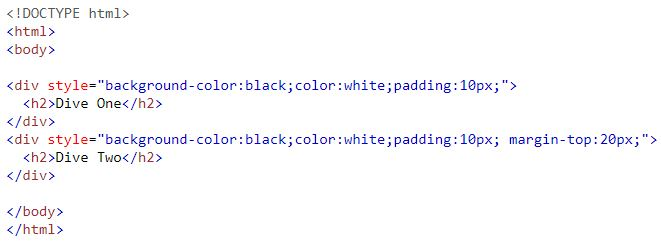 <!DOCTYPE html>
<html>
<body>
<div style="background-color:black;color:white;padding:10px;">
<h2>Dive One</h2>
</div>
<div style="background-color:black;color:white;padding:10px; margin-top:20px;">
<h2>Dive Two</h2>
</div>
</body>
</html>